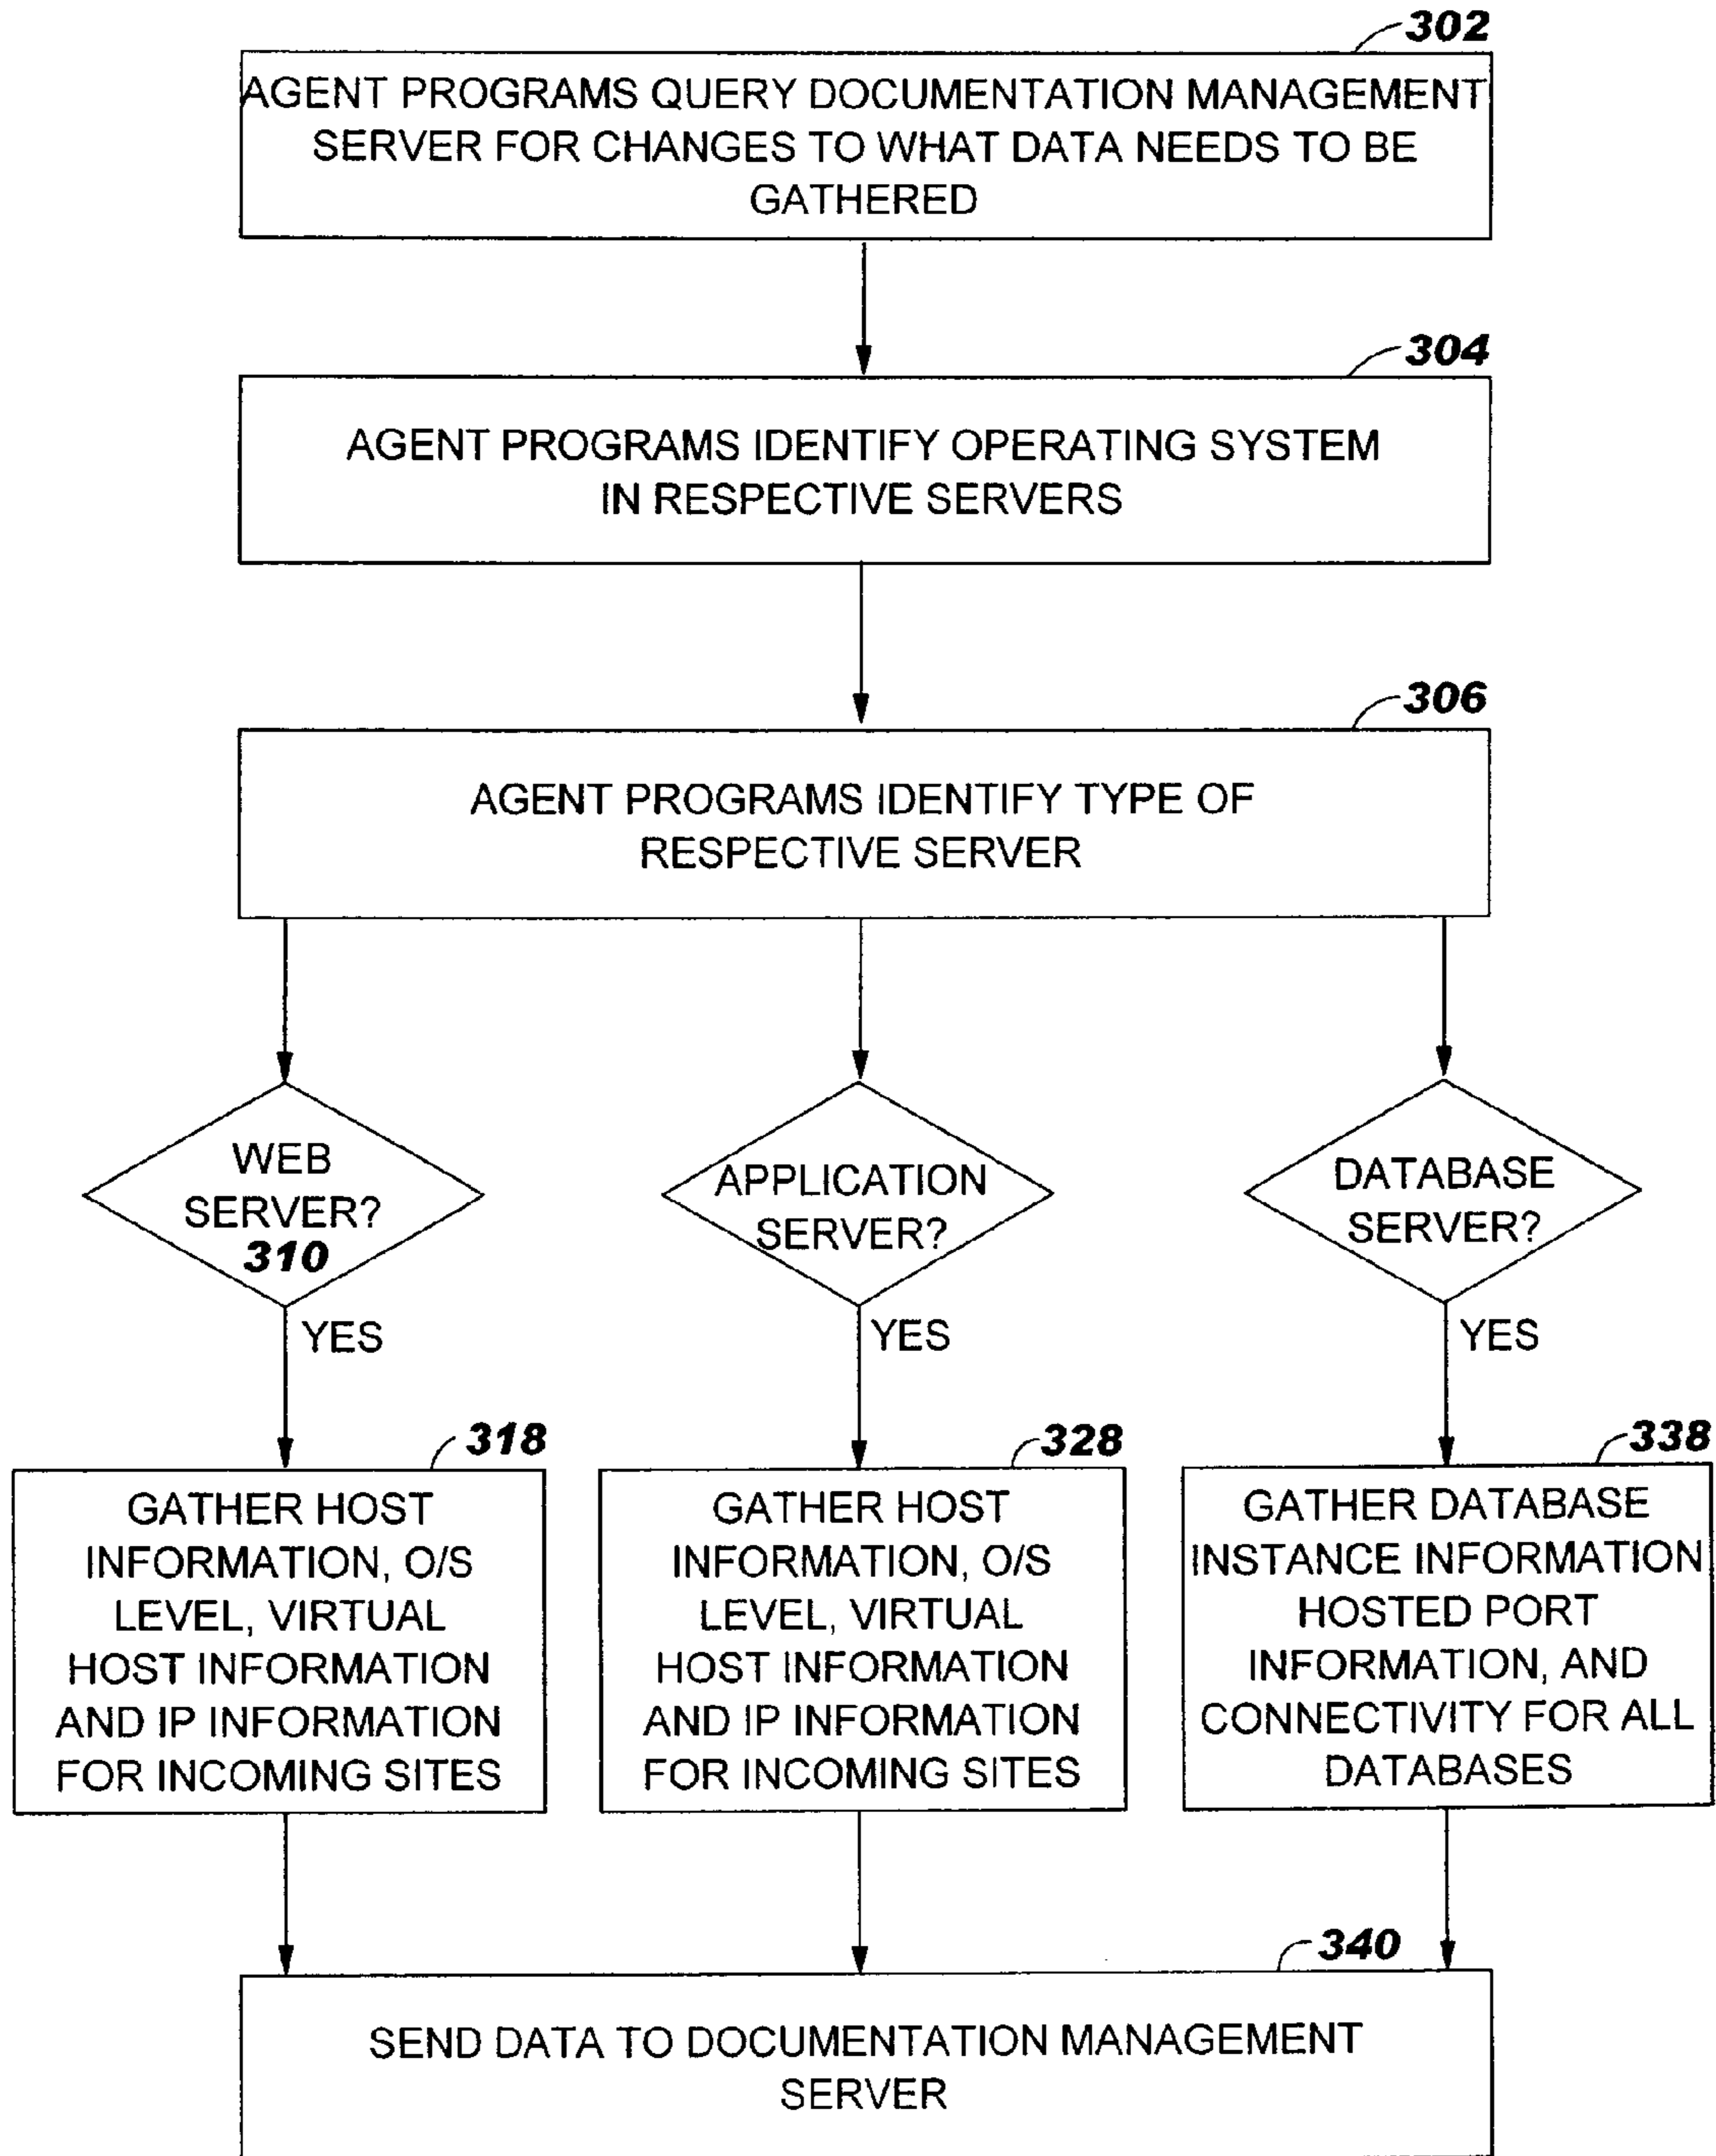 302
AGENT PROGRAMS QUERY DOCUMENTATION MANAGEMENT
SERVER FOR CHANGES TO WHAT DATA NEEDS TO BE
GATHERED
304
AGENT PROGRAMS IDENTIFY OPERATING SYSTEM
IN RESPECTIVE SERVERS
306
AGENT PROGRAMS IDENTIFY TYPE OF
RESPECTIVE SERVER
WEB
SERVER?
310
YES
APPLICATION
SERVER?
YES
DATABASE
SERVER?
YES
318
GATHER HOST
INFORMATION, O/S
LEVEL, VIRTUAL
HOST INFORMATION
AND IP INFORMATION
FOR INCOMING SITES
328
GATHER HOST
INFORMATION, O/S
LEVEL, VIRTUAL
HOST INFORMATION
AND IP INFORMATION
FOR INCOMING SITES
338
GATHER DATABASE
INSTANCE INFORMATION
HOSTED PORT
INFORMATION, AND
CONNECTIVITY FOR ALL
DATABASES
340
SEND DATA TO DOCUMENTATION MANAGEMENT
SERVER